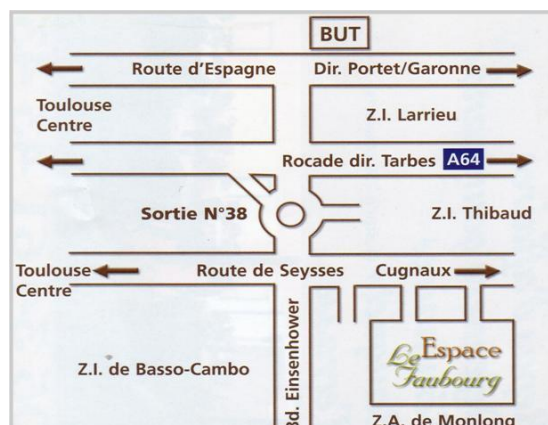 BUT
Route d'Espagne Dir. Portet/Garonne
Toulouse
Centre
Z.I. Larrieu
Rocade dir. Tarbes A64
Sortie N°38
Z.I. Thibaud
Toulouse
Centre
Route de Seysses
Cugnaux
Bd. Einsenhower
Z.I. de Basso-Cambo
Espace
Le
Faubourg
Z.A. de Monlong